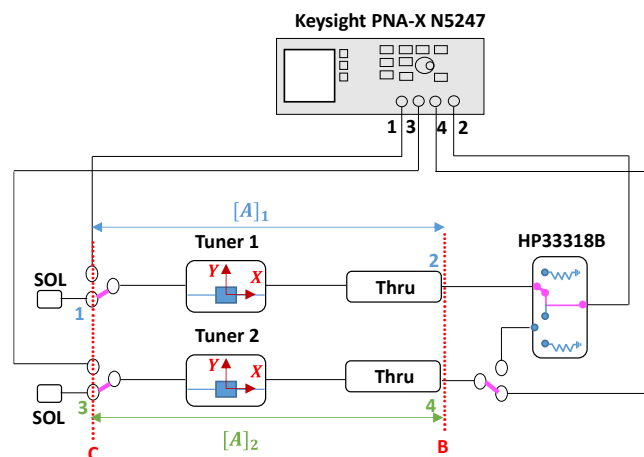 Keysight PNA-X N5247
1 3 4 2
[A]₁
Tuner 1
HP33318B
Y
X
2
SOL
Thru
1
Tuner 2
Y
X
Thru
SOL
3
4
[A]₂
C
B